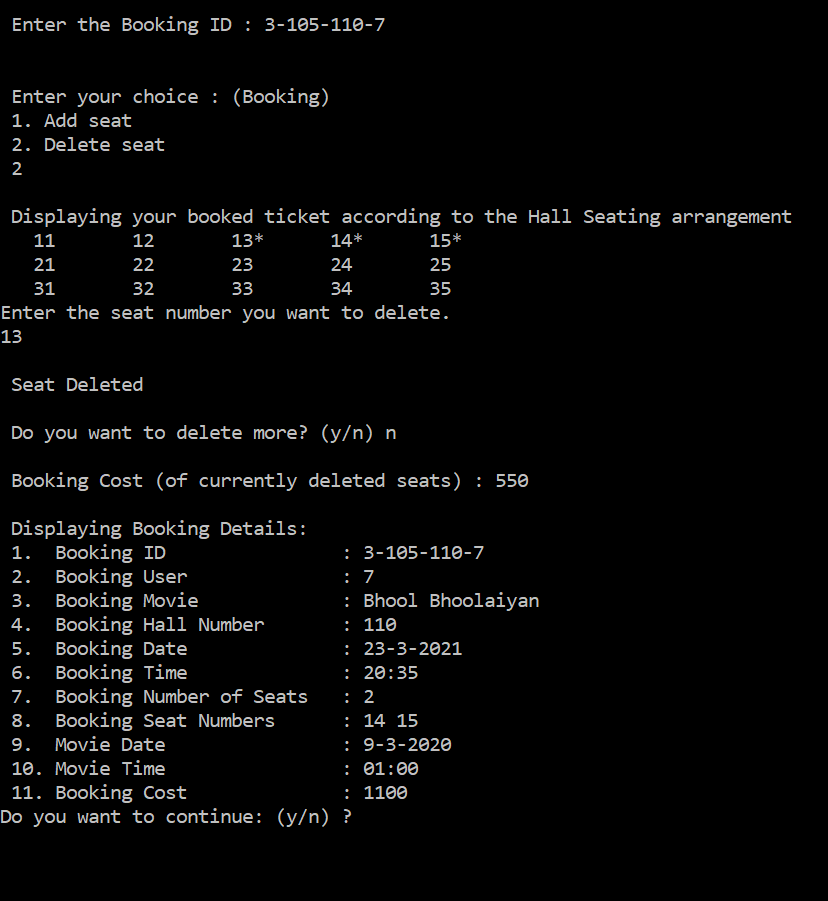 Enter the Booking ID : 3-105-110-7
Enter your choice : (Booking)
1. Add seat
2. Delete seat
2
Displaying your booked ticket according to the Hall Seating arrangement
11 12 13* 14* 15*
21 22 23 24 25
31 32 33 34 35
Enter the seat number you want to delete.
13
Seat Deleted
Do you want to delete more? (y/n) n
Booking Cost (of currently deleted seats) : 550
Displaying Booking Details:
1. Booking ID : 3-105-110-7
2. Booking User : 7
3. Booking Movie : Bhool Bhoolaiyan
4. Booking Hall Number : 110
5. Booking Date : 23-3-2021
6. Booking Time : 20:35
7. Booking Number of Seats : 2
8. Booking Seat Numbers : 14 15
9. Movie Date : 9-3-2020
10. Movie Time : 01:00
11. Booking Cost : 1100
Do you want to continue: (y/n) ?